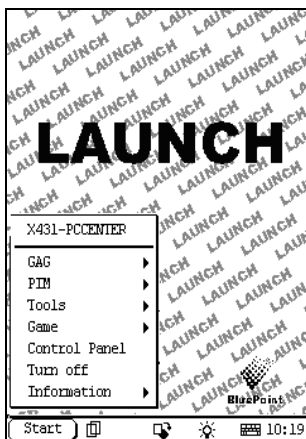 LAUNCH
X431-PCCENTER
GAG
PIM
Tools
Game
Control Panel
Turn off
Information
BluePoint
Start
10:19